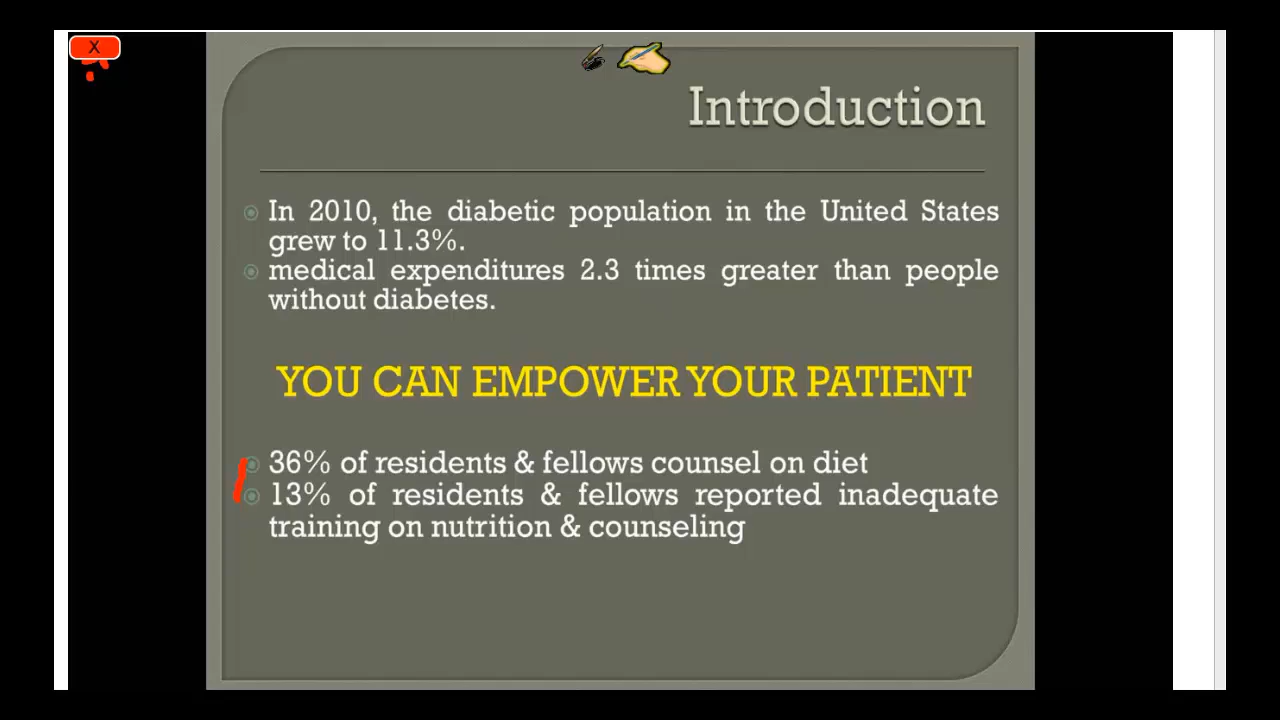 X
Introduction
In 2010, the diabetic population in the United States
grew to 11.3%.
medical expenditures 2.3 times greater than people
without diabetes.
YOU CAN EMPOWER YOUR PATIENT
36% of residents & fellows counsel on diet
13% of residents & fellows reported inadequate
training on nutrition & counseling